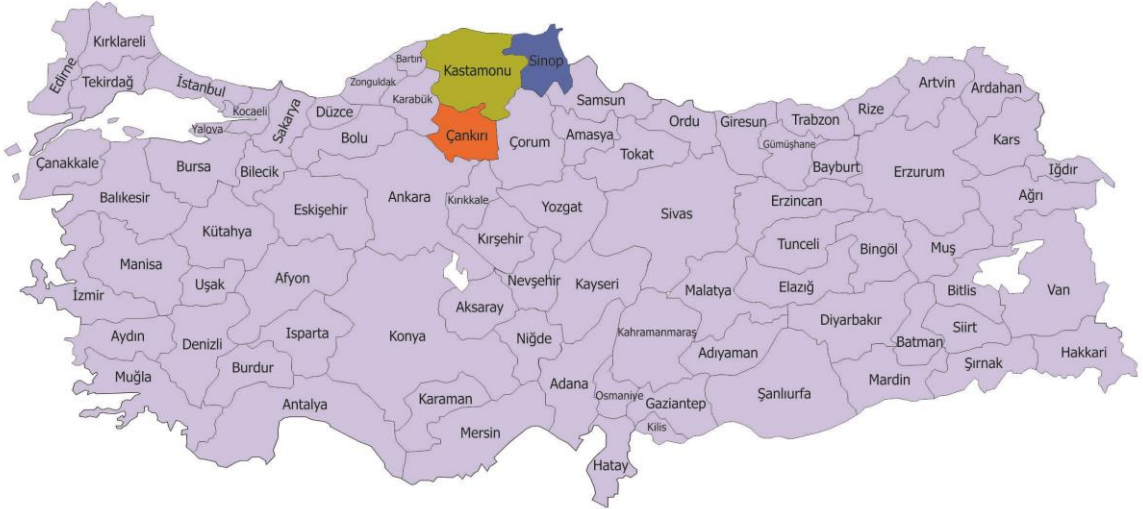 Kırklareli
Edirne
Tekirdağ
İstanbul
Kocaeli
Yalova
Sakarya
Düzce
Zonguldak
Bartın
Karabük
Kastamonu
Sinop
Bolu
Çankırı
Çorum
Samsun
Amasya
Ordu
Tokat
Giresun
Trabzon
Gümüşhane
Bayburt
Rize
Artvin
Ardahan
Kars
Iğdır
Erzurum
Ağrı
Çanakkale
Bursa
Bilecik
Balıkesir
Eskişehir
Ankara
Kırıkkale
Yozgat
Sivas
Erzincan
Kütahya
Kırşehir
Tunceli
Bingöl
Muş
Manisa
Uşak
Afyon
Nevşehir
Kayseri
Malatya
Elazığ
Bitlis
Van
İzmir
Aksaray
Aydın
Denizli
Isparta
Konya
Niğde
Kahramanmaraş
Adıyaman
Diyarbakır
Batman
Siirt
Şırnak
Hakkari
Muğla
Burdur
Antalya
Karaman
Mersin
Adana
Osmaniye
Gaziantep
Kilis
Şanlıurfa
Mardin
Hatay